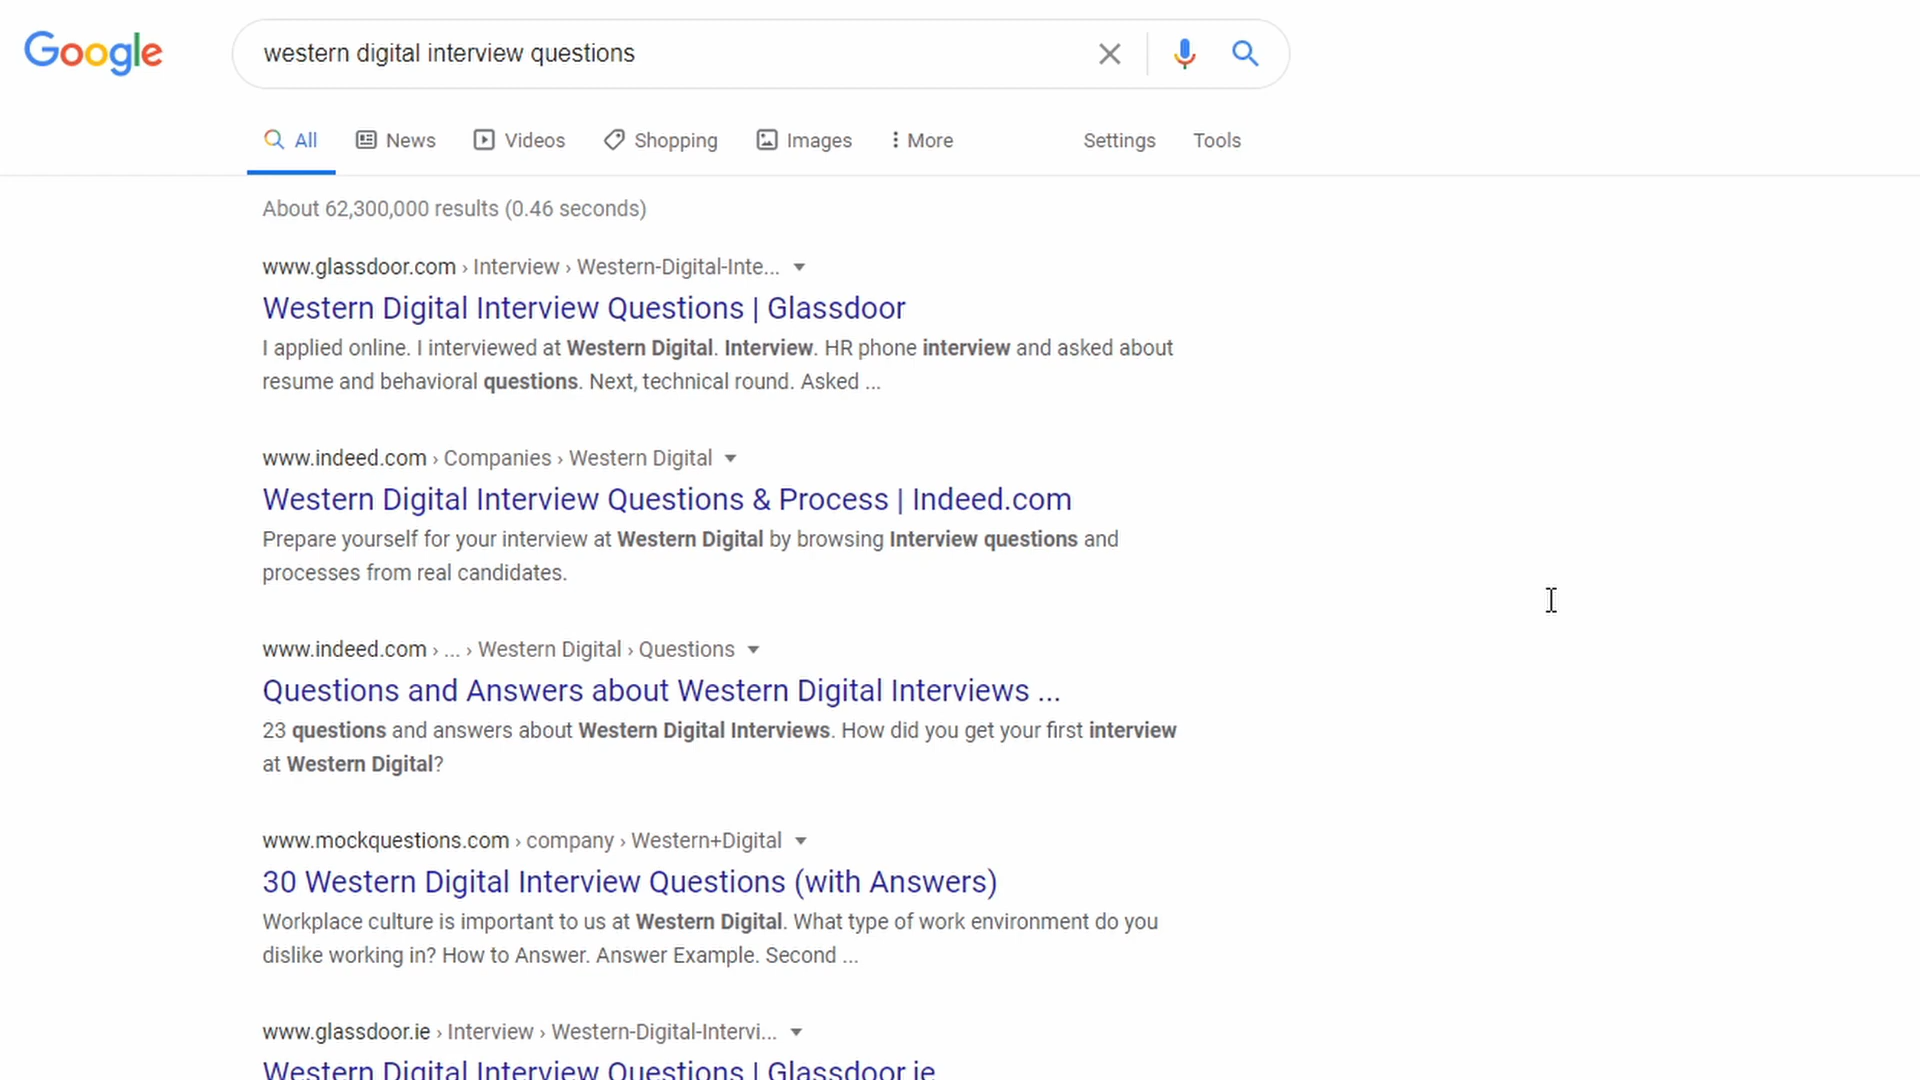 Google
western digital interview questions
All News Videos Shopping Images More Settings Tools
About 62,300,000 results (0.46 seconds)
www.glassdoor.com › Interview › Western-Digital-Inte...
Western Digital Interview Questions | Glassdoor
I applied online. I interviewed at Western Digital. Interview. HR phone interview and asked about
resume and behavioral questions. Next, technical round. Asked ...
www.indeed.com › Companies › Western Digital
Western Digital Interview Questions & Process | Indeed.com
Prepare yourself for your interview at Western Digital by browsing Interview questions and
processes from real candidates.
www.indeed.com › ... › Western Digital › Questions
Questions and Answers about Western Digital Interviews ...
23 questions and answers about Western Digital Interviews. How did you get your first interview
at Western Digital?
www.mockquestions.com › company › Western+Digital
30 Western Digital Interview Questions (with Answers)
Workplace culture is important to us at Western Digital. What type of work environment do you
dislike working in? How to Answer. Answer Example. Second ...
www.glassdoor.ie › Interview › Western-Digital-Intervi...
Western Digital Interview Questions | Glassdoor.ie